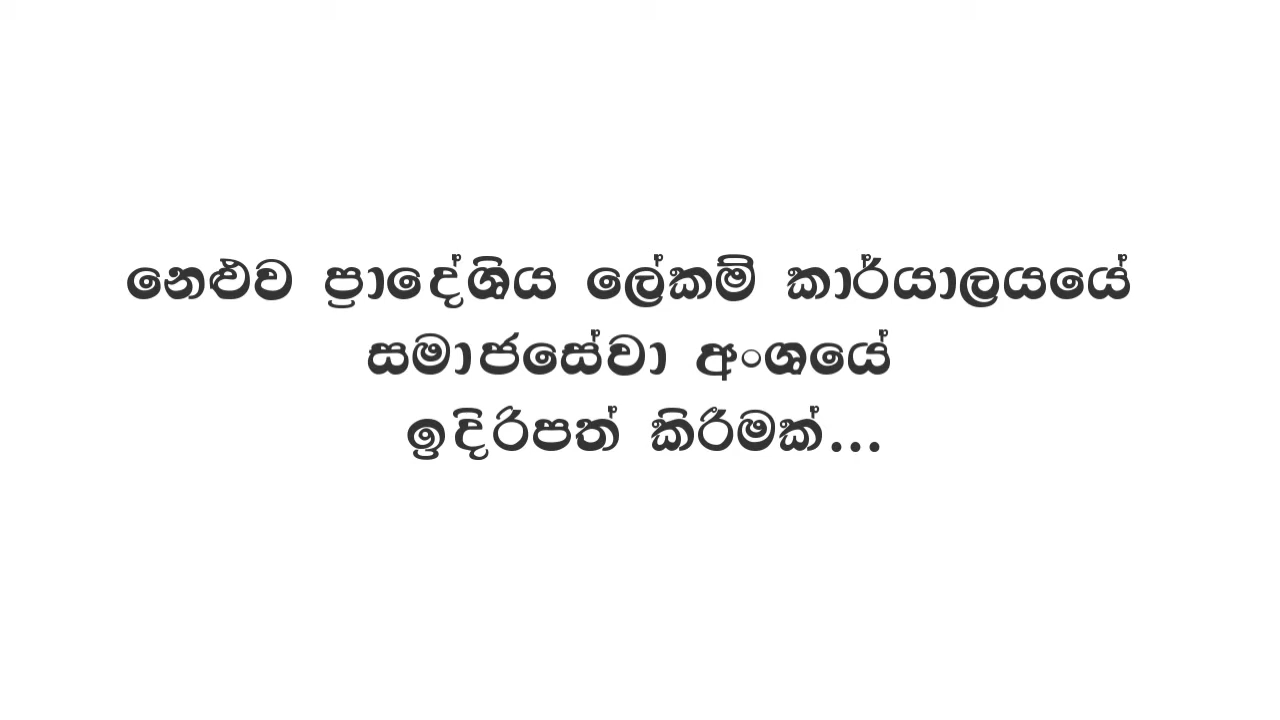 නෙළුව ප්‍රාදේශිය ලේකම් කාර්යාලයයේ
සමාජසේවා අංශයේ
ඉදිරිපත් කිරීමක්...